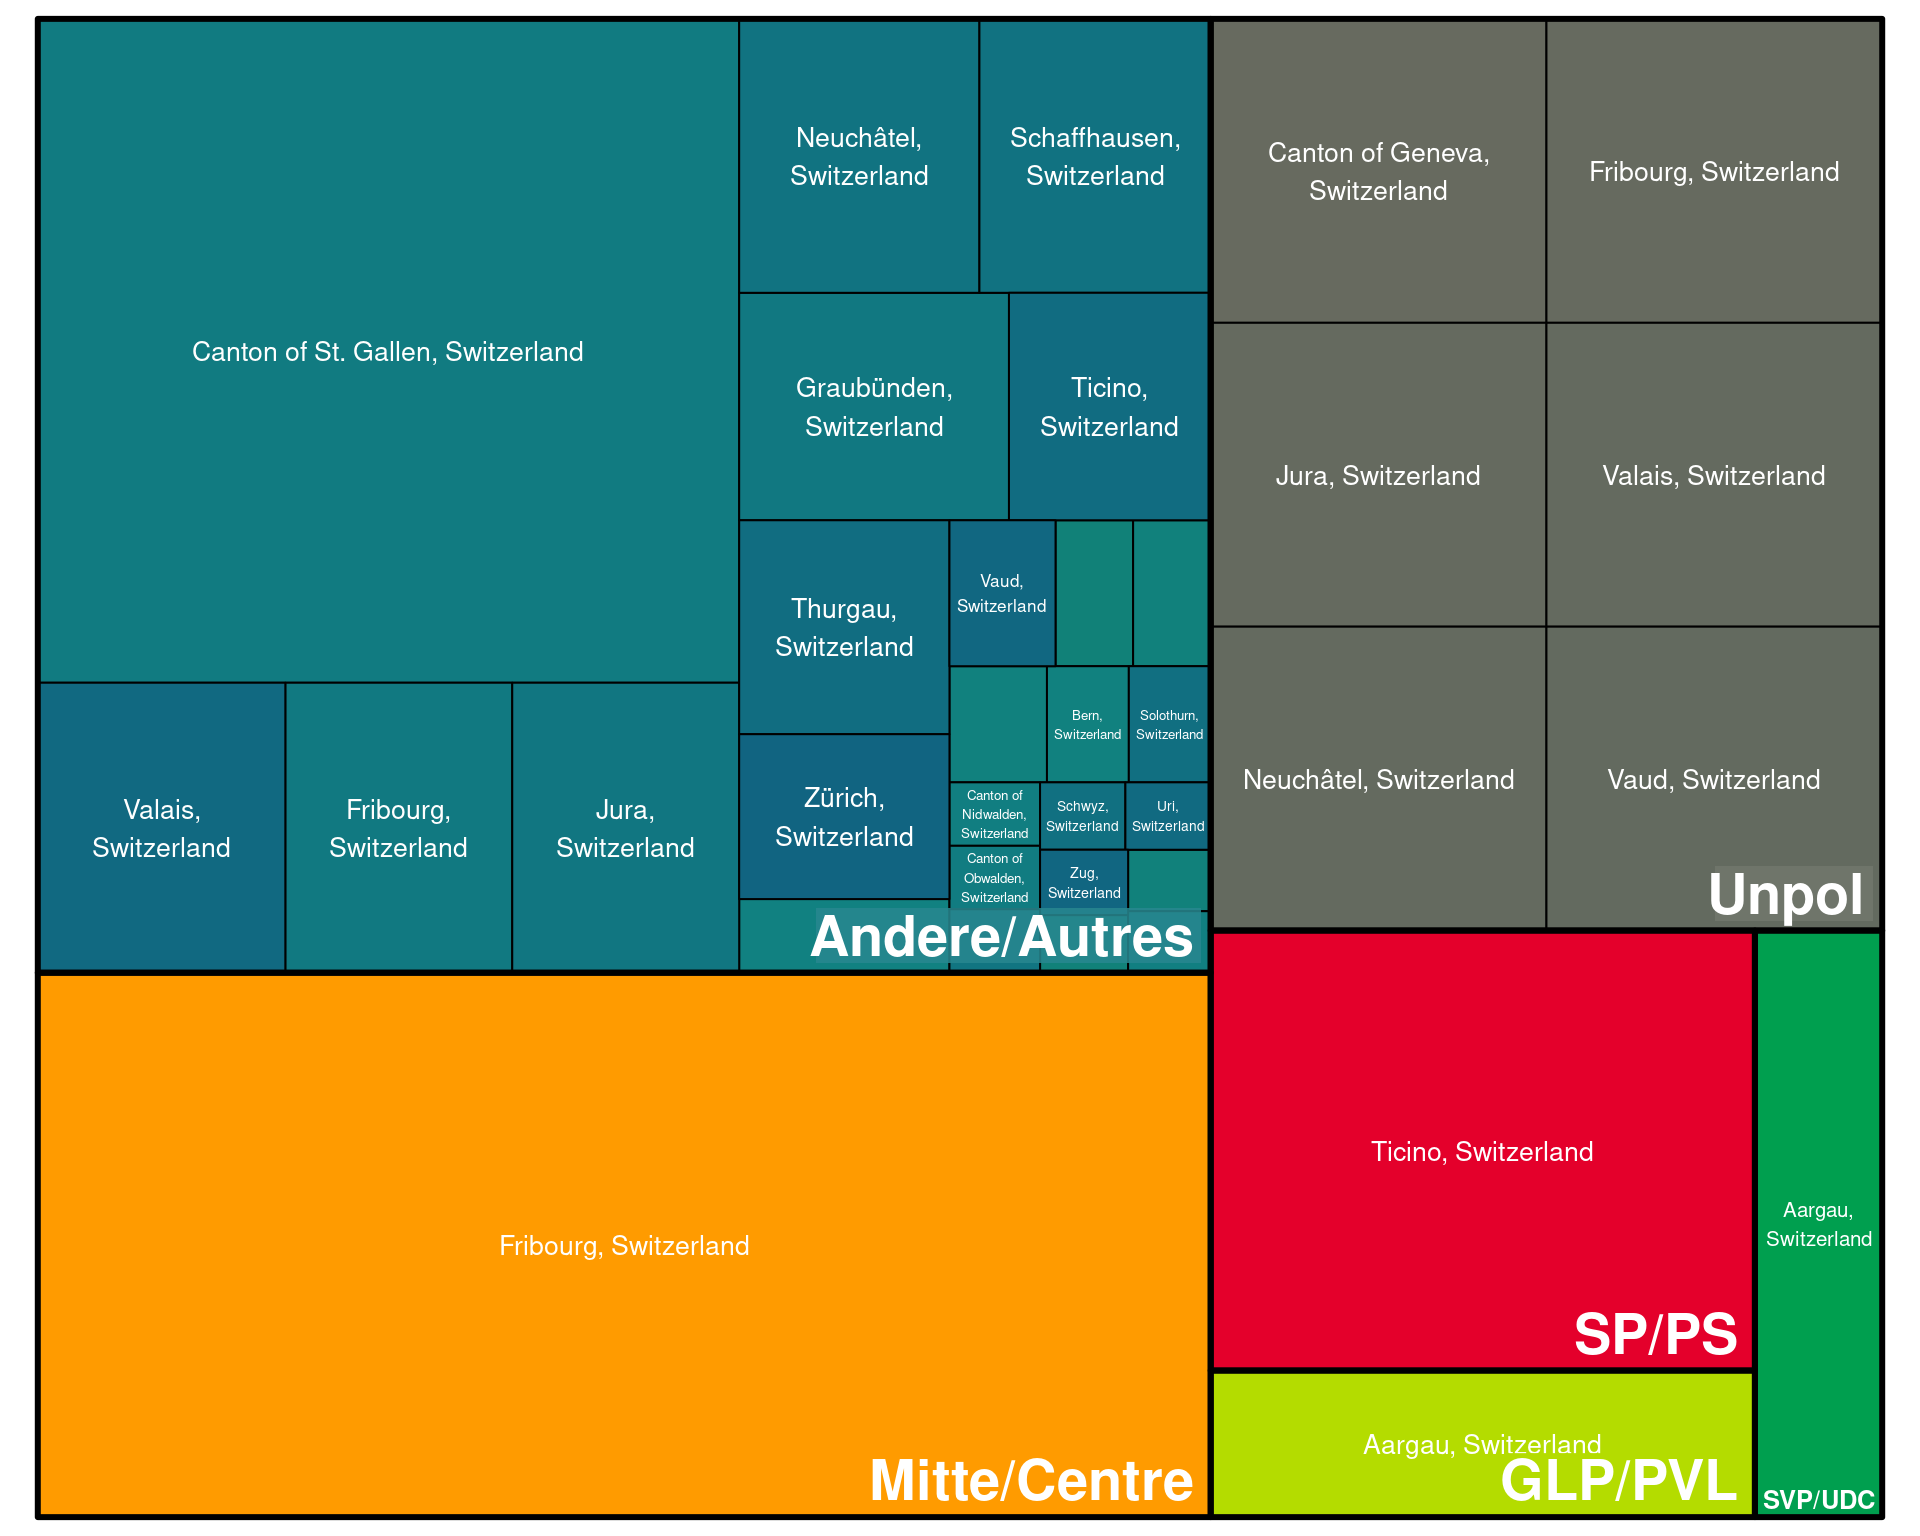 Canton of St. Gallen, Switzerland
Neuchâtel,
Switzerland
Schaffhausen,
Switzerland
Graubünden,
Switzerland
Ticino,
Switzerland
Thurgau,
Switzerland
Vaud,
Switzerland
Bern,
Switzerland
Solothurn,
Switzerland
Zürich,
Switzerland
Canton of
Nidwalden,
Switzerland
Schwyz,
Switzerland
Uri,
Switzerland
Canton of
Obwalden,
Switzerland
Zug,
Switzerland
Valais,
Switzerland
Fribourg,
Switzerland
Jura,
Switzerland
Andere/Autres
Canton of Geneva,
Switzerland
Fribourg, Switzerland
Jura, Switzerland
Valais, Switzerland
Neuchâtel, Switzerland
Vaud, Switzerland
Unpol
Fribourg, Switzerland
Mitte/Centre
Ticino, Switzerland
SP/PS
Aargau, Switzerland
GLP/PVL
Aargau,
Switzerland
SVP/UDC